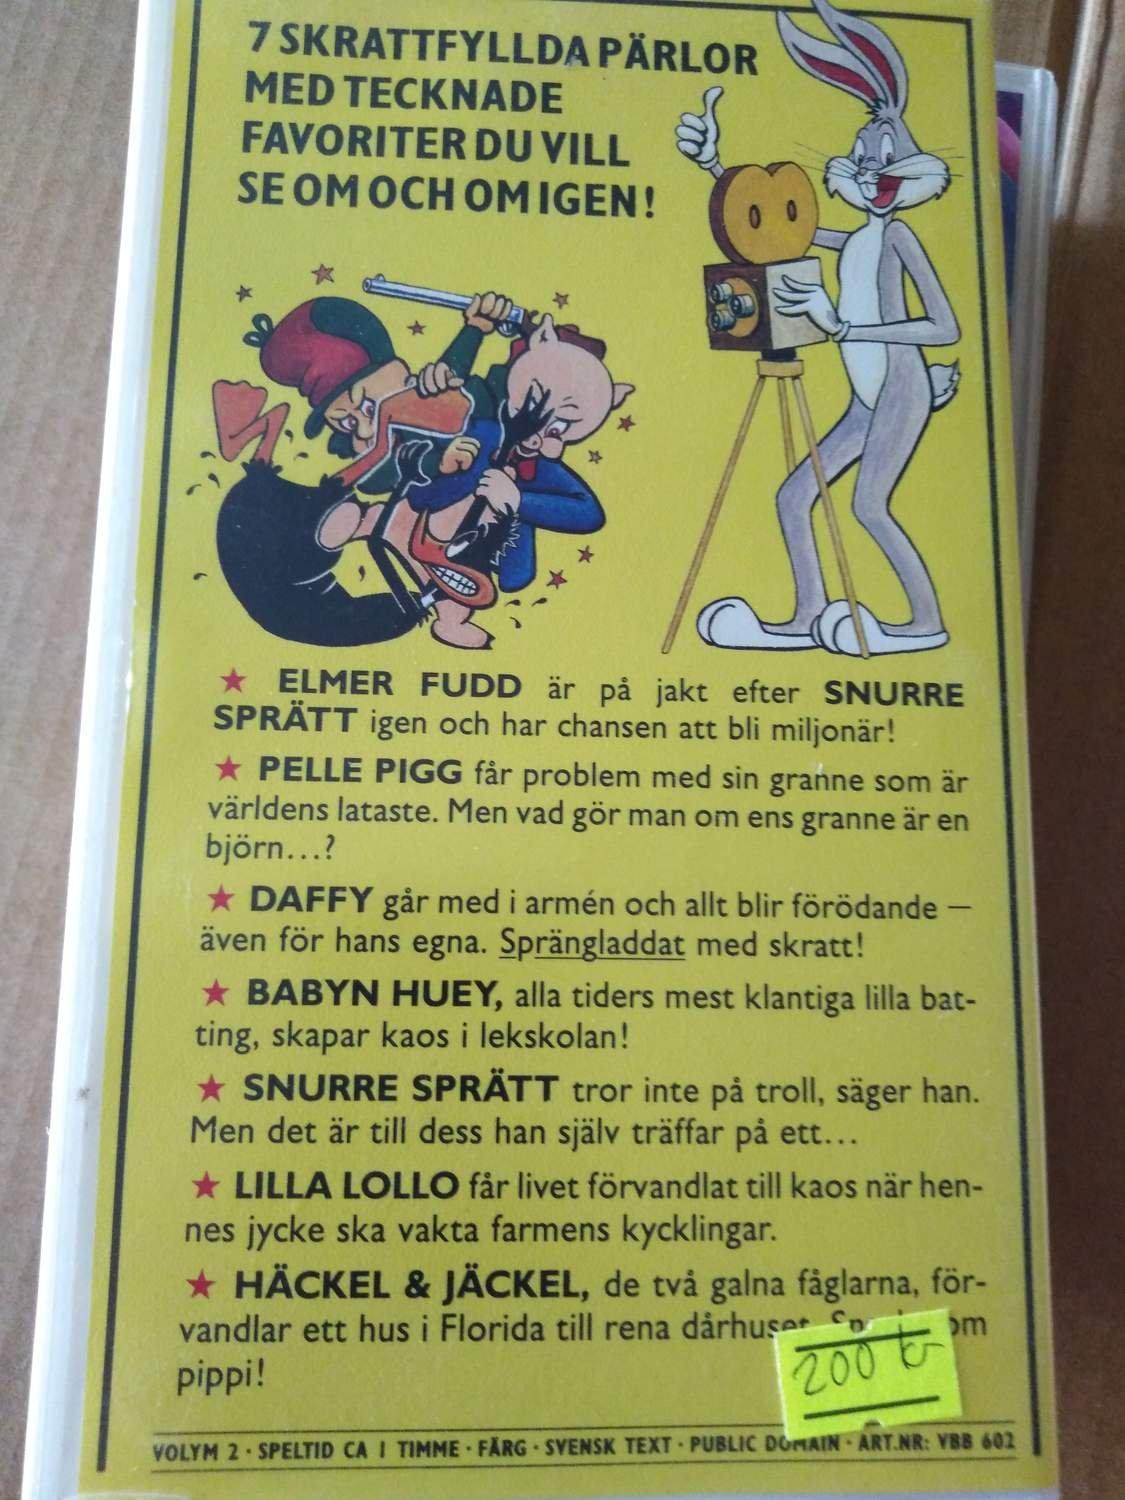 7 SKRATTFYLLDA PÄRLOR
MED TECKNADE
FAVORITER DU VILL
SE OM OCH OM IGEN!
★ ELMER FUDD är på jakt efter SNURRE
SPRÄTT igen och har chansen att bli miljonär!
★ PELLE PIGG får problem med sin granne som är
världens lataste. Men vad gör man om ens granne är en
björn...?
★ DAFFY går med i armén och allt blir förödande –
även för hans egna. Sprängladdat med skratt!
★ BABYN HUEY, alla tiders mest klantiga lilla bat-
ting, skapar kaos i lekskolan!
★ SNURRE SPRÄTT tror inte på troll, säger han.
Men det är till dess han själv träffar på ett...
★ LILLA LOLLO får livet förvandlat till kaos när hen-
nes jycke ska vakta farmens kycklingar.
★ HÄCKEL & JÄCKEL, de två galna fåglarna, för-
vandlar ett hus i Florida till rena dårhuset.
pippi!
200 kr
VOLYM 2 · SPELTID CA 1 TIMME · FÄRG · SVENSK TEXT · PUBLIC DOMAIN · ART.NR: VBB 602